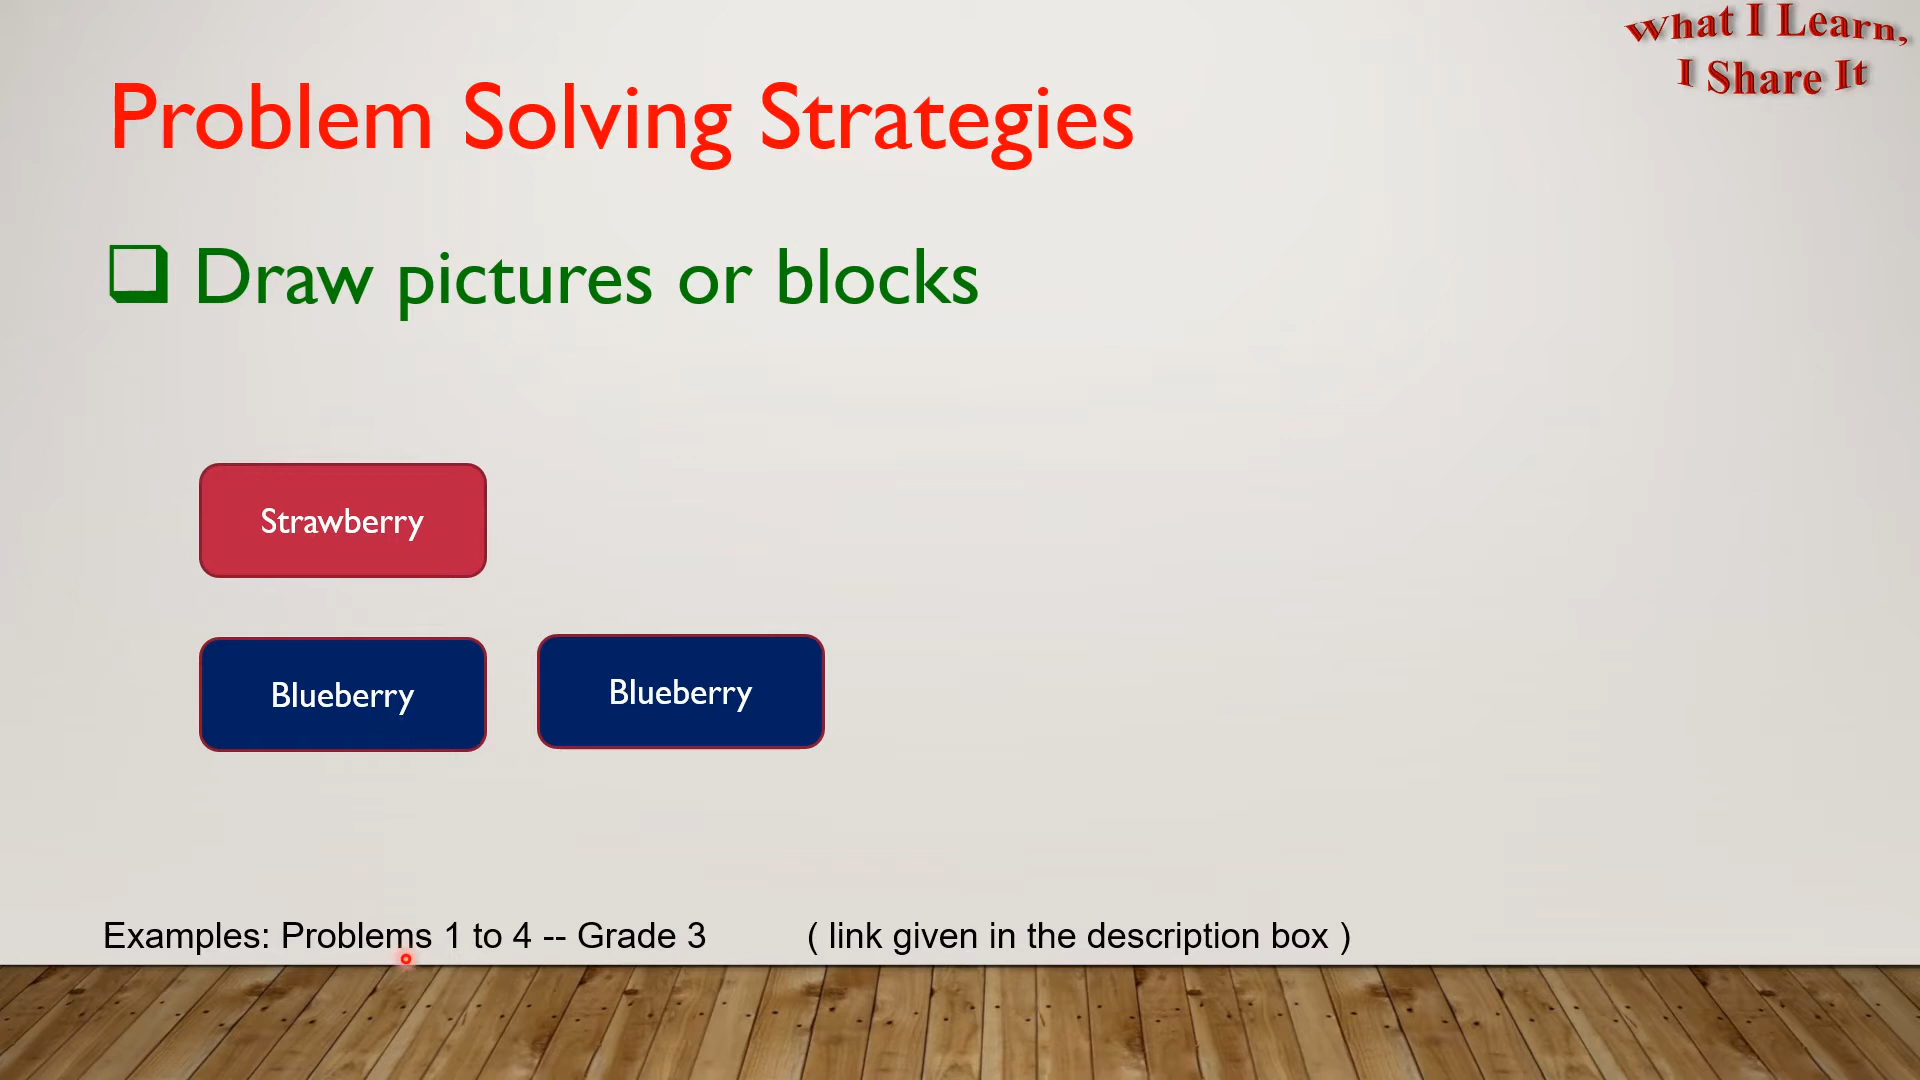 What I Learn,
I Share It
Problem Solving Strategies
Draw pictures or blocks
Strawberry
Blueberry Blueberry
Examples: Problems 1 to 4 -- Grade 3 ( link given in the description box )